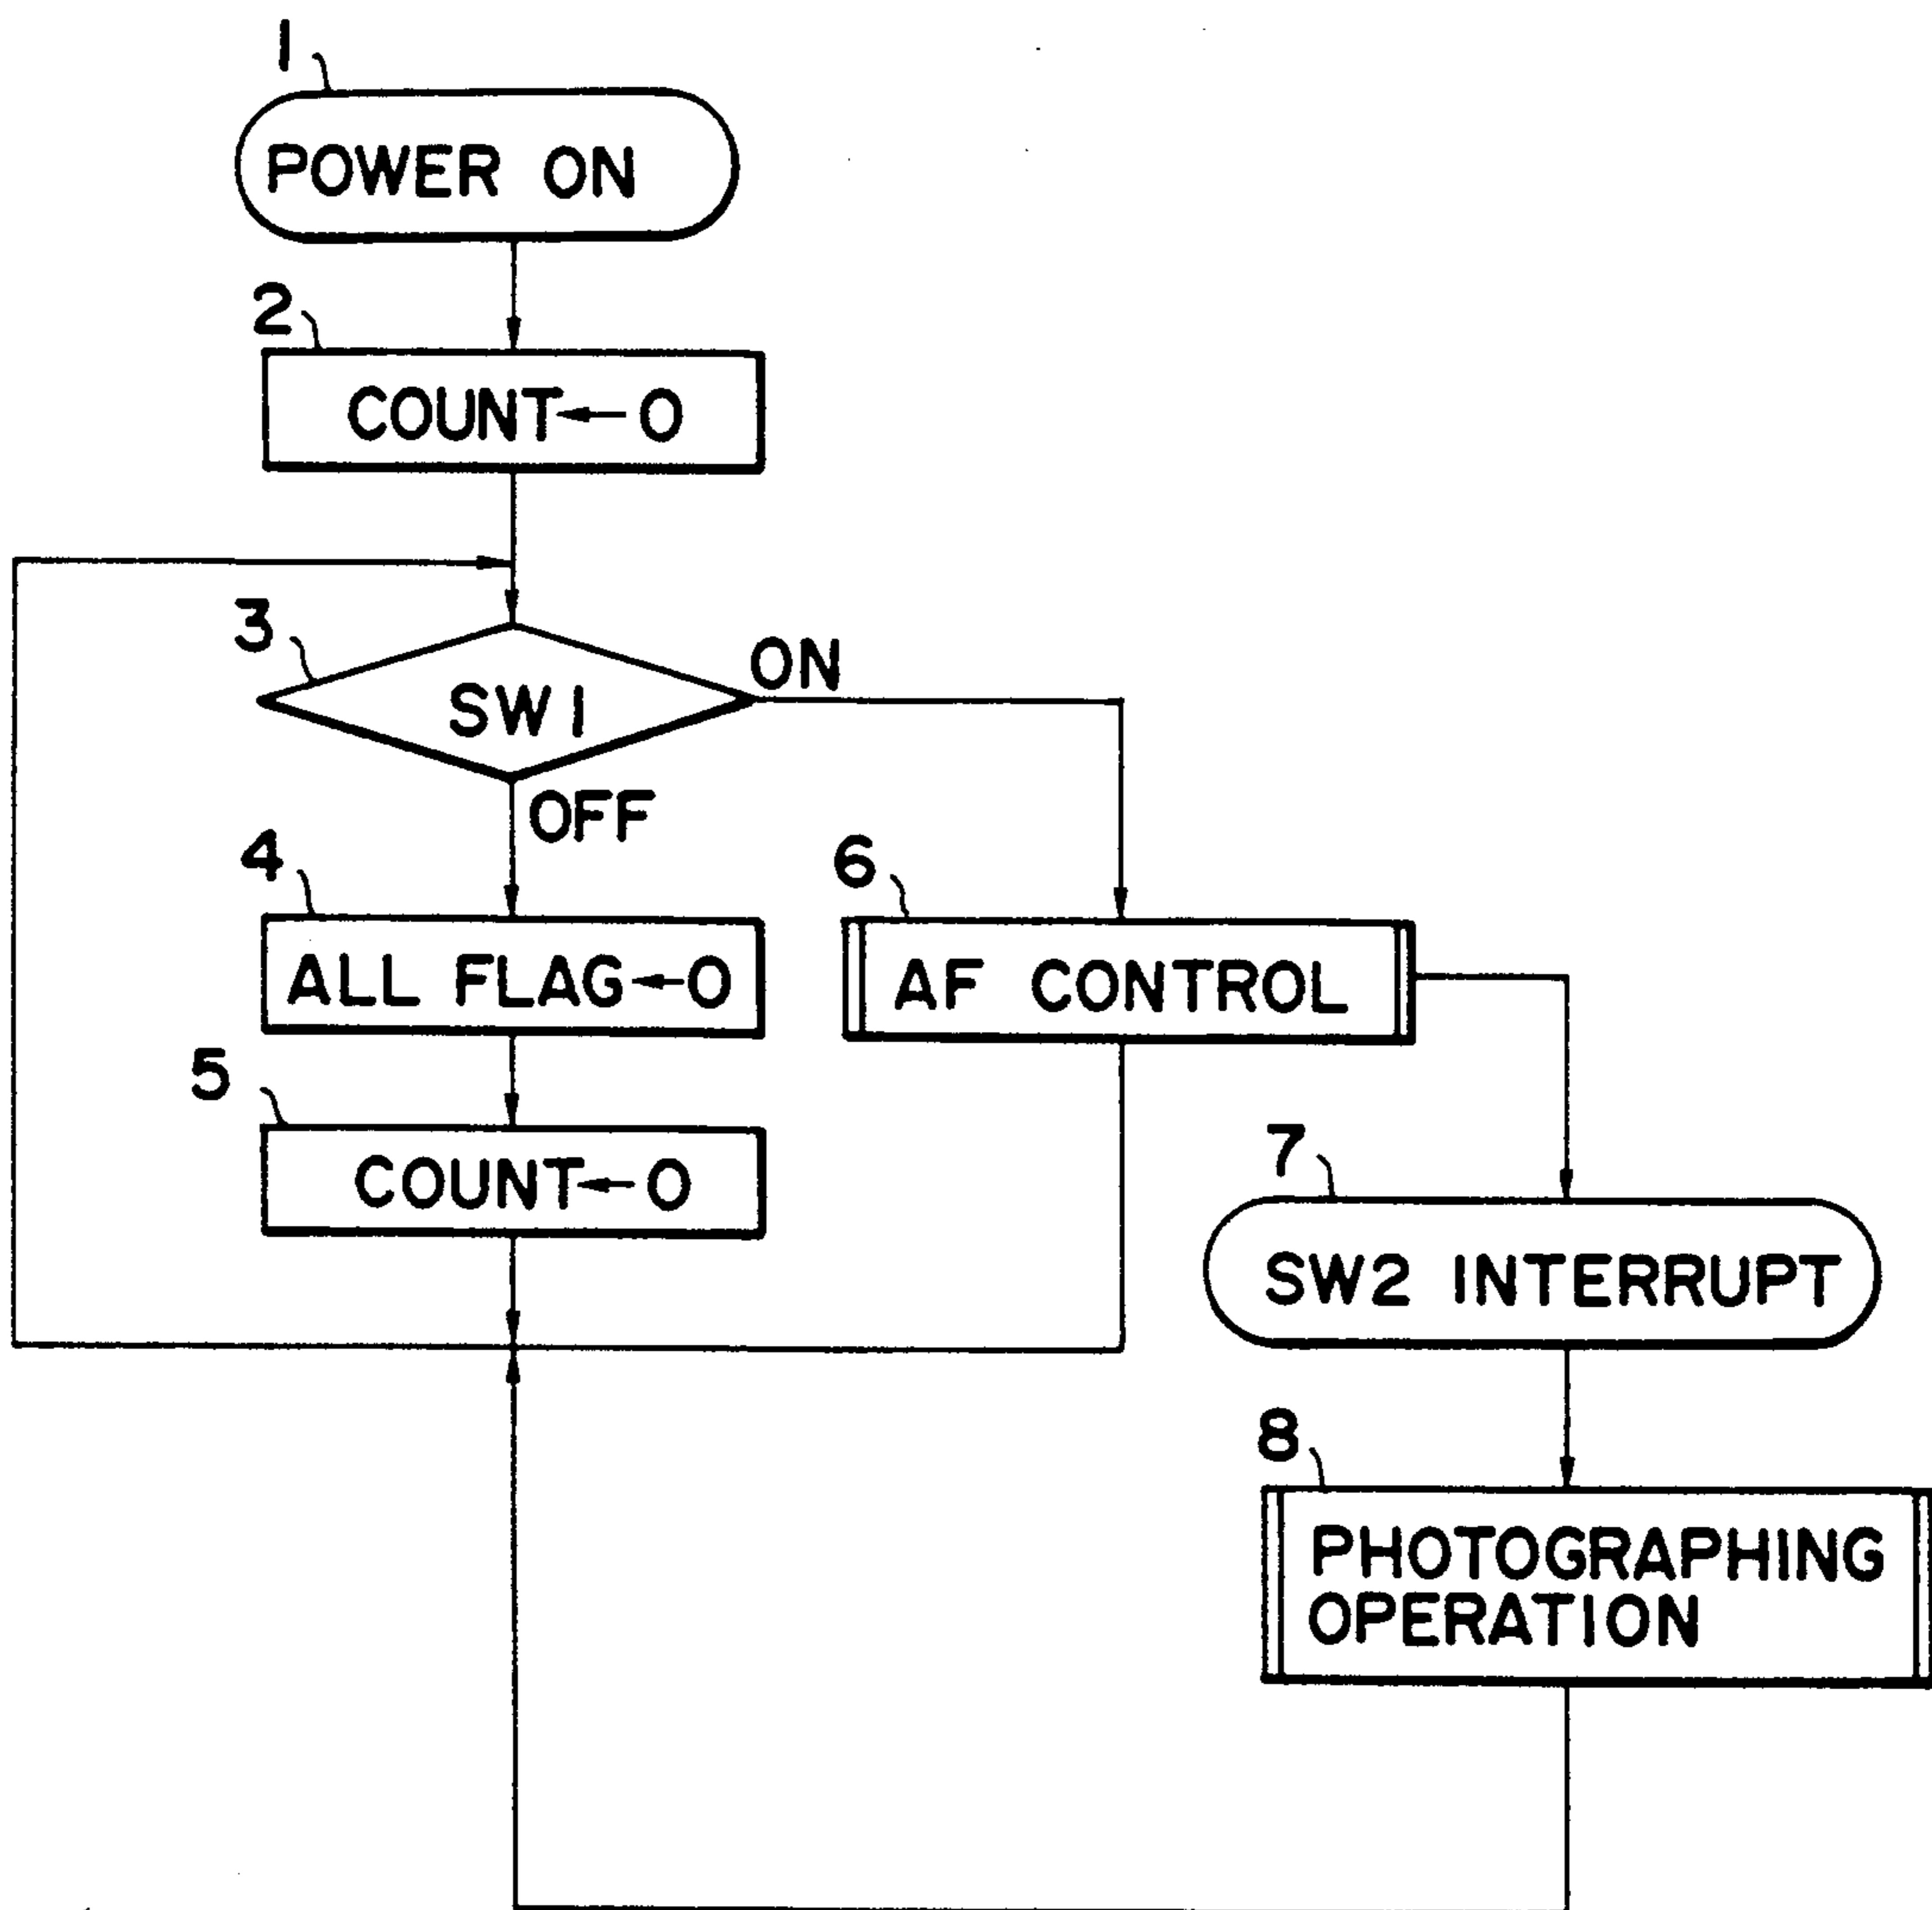 1
POWER ON
2
COUNT←0
3
SW1
ON
OFF
4
ALL FLAG←0
5
COUNT←0
6
AF CONTROL
7
SW2 INTERRUPT
8
PHOTOGRAPHING
OPERATION